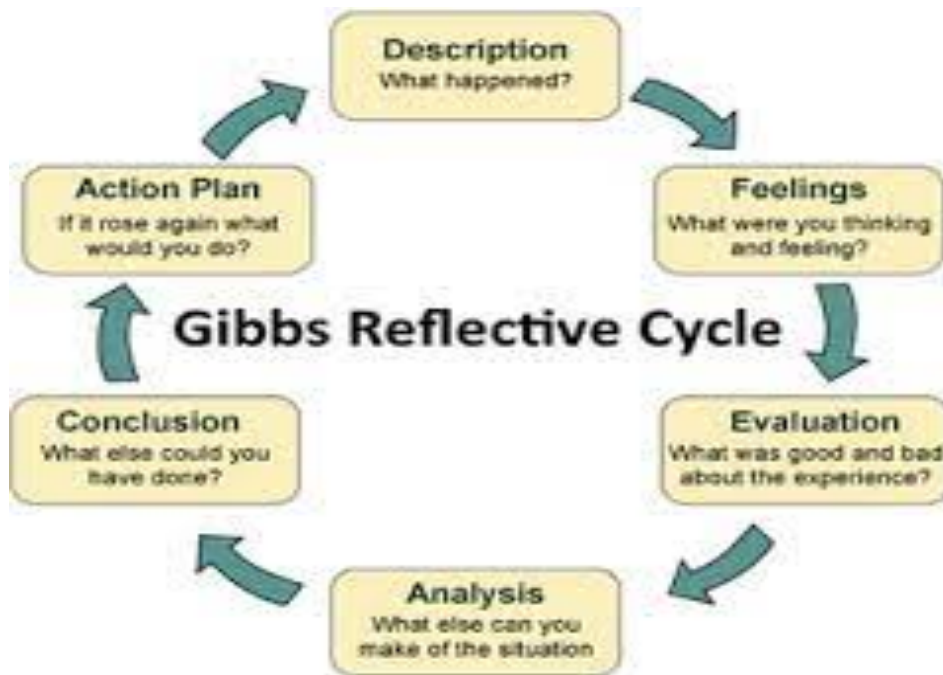 Description
What happened?
Feelings
What were you thinking
and feeling?
Evaluation
What was good and bad
about the experience?
Analysis
What else can you
make of the situation
Conclusion
What else could you
have done?
Action Plan
If it rose again what
would you do?
Gibbs Reflective Cycle